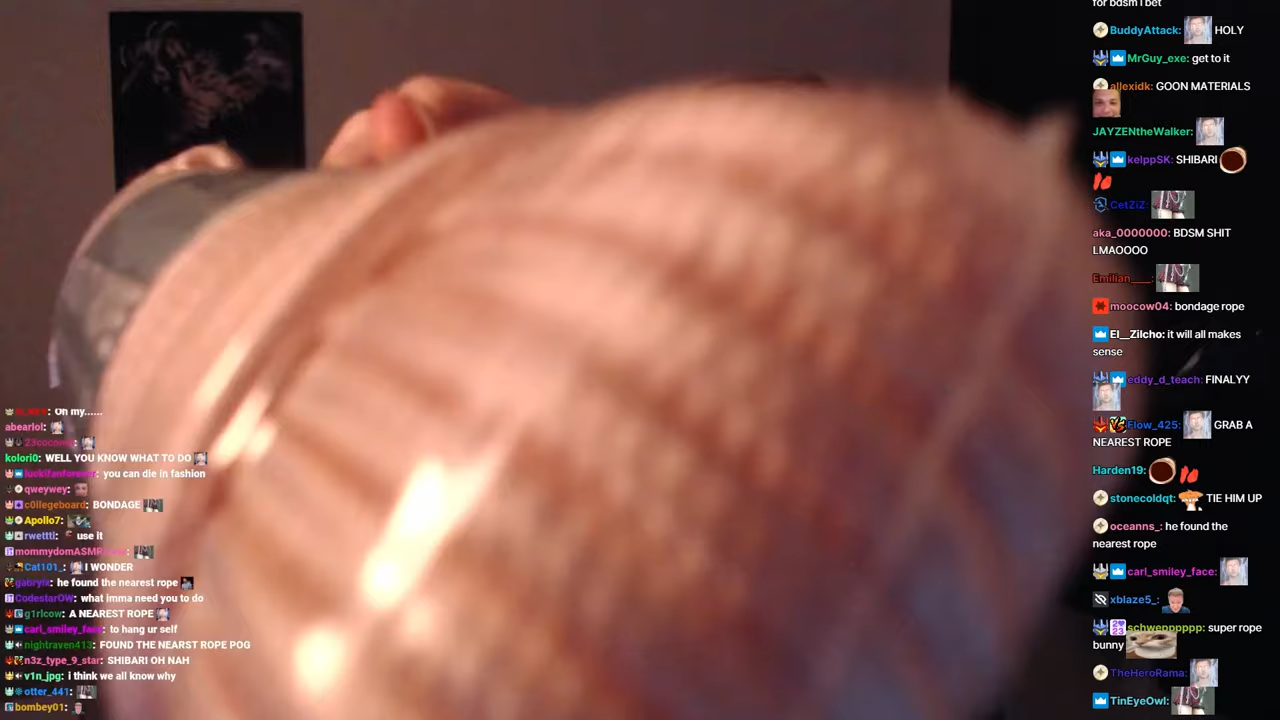 for bdsm i bet
BuddyAttack: HOLY
MrGuy_exe: get to it
allexidk: GOON MATERIALS
JAYZENtheWalker:
kelppSK: SHIBARI
CetZiZ:
aka_0000000: BDSM SHIT
LMAOOOO
Emilian____:
moocow04: bondage rope
El__Zilcho: it will all makes
sense
eddy_d_teach: FINALYY
Flow_425: GRAB A
NEAREST ROPE
Harden19:
stonecoldqt: TIE HIM UP
oceanns_: he found the
nearest rope
carl_smiley_face:
xblaze5_:
schwepppppp: super rope
bunny
TheHeroRama:
TinEyeOwl:
: Oh my......
abearlol:
23coconut:
kolori0: WELL YOU KNOW WHAT TO DO
luckifanforever: you can die in fashion
qweywey:
c0llegeboard: BONDAGE
Apollo7:
rwettti: use it
mommydomASMR
Cat101_: I WONDER
he found the nearest rope
CodestarOW: what imma need you to do
g1rlcow: A NEAREST ROPE
carl_smiley_face: to hang ur self
nightraven413: FOUND THE NEARST ROPE POG
n3z_type_9_star: SHIBARI OH NAH
v1n_jpg: i think we all know why
otter_441:
bombey01: